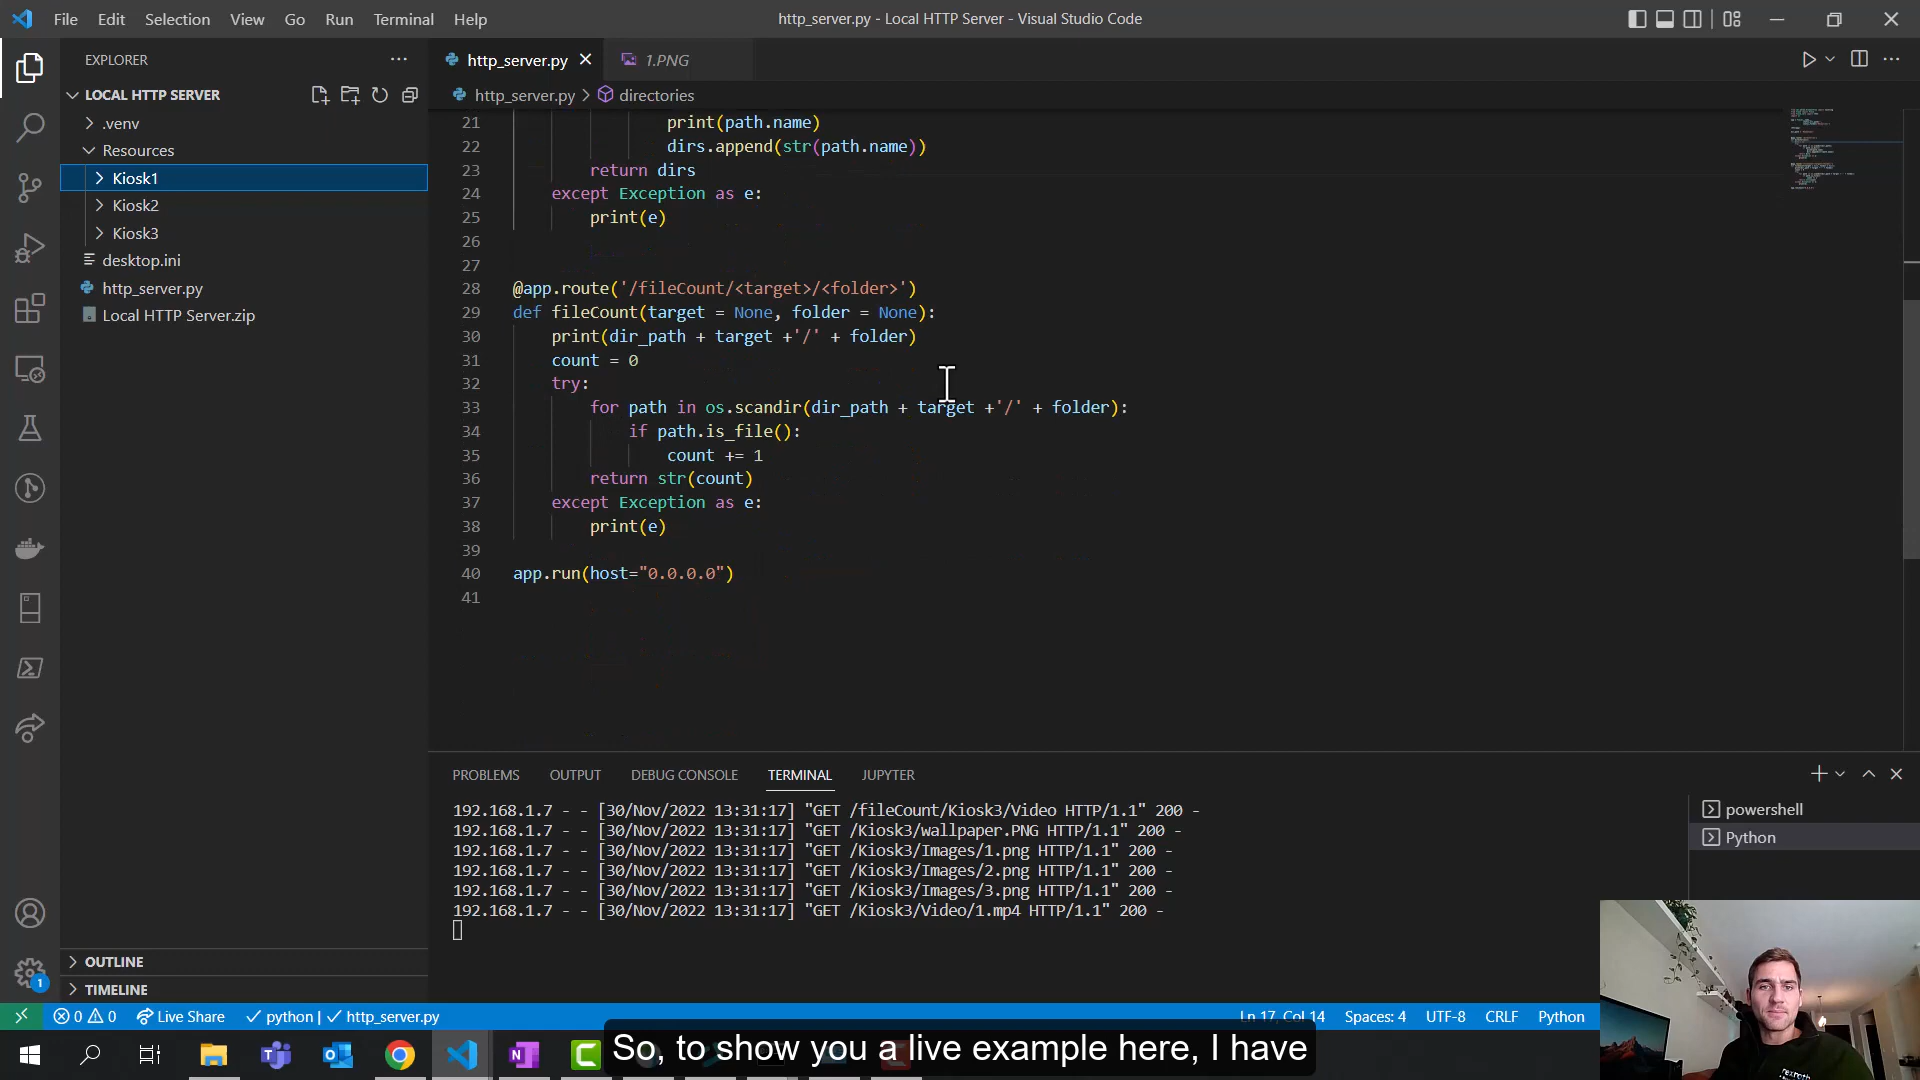 File Edit Selection View Go Run Terminal Help
http_server.py - Local HTTP Server - Visual Studio Code
EXPLORER
LOCAL HTTP SERVER
.venv
Resources
Kiosk1
Kiosk2
Kiosk3
desktop.ini
http_server.py
Local HTTP Server.zip
OUTLINE
TIMELINE
http_server.py 1.PNG
http_server.py > directories
21 print(path.name)
22 dirs.append(str(path.name))
23 return dirs
24 except Exception as e:
25 print(e)
26
27
28 @app.route('/fileCount/<target>/<folder>')
29 def fileCount(target = None, folder = None):
30 print(dir_path + target +'/' + folder)
31 count = 0
32 try:
33 for path in os.scandir(dir_path + target +'/' + folder):
34 if path.is_file():
35 count += 1
36 return str(count)
37 except Exception as e:
38 print(e)
39
40 app.run(host="0.0.0.0")
41
PROBLEMS OUTPUT DEBUG CONSOLE TERMINAL JUPYTER
192.168.1.7 - - [30/Nov/2022 13:31:17] "GET /fileCount/Kiosk3/Video HTTP/1.1" 200 -
192.168.1.7 - - [30/Nov/2022 13:31:17] "GET /Kiosk3/wallpaper.PNG HTTP/1.1" 200 -
192.168.1.7 - - [30/Nov/2022 13:31:17] "GET /Kiosk3/Images/1.png HTTP/1.1" 200 -
192.168.1.7 - - [30/Nov/2022 13:31:17] "GET /Kiosk3/Images/2.png HTTP/1.1" 200 -
192.168.1.7 - - [30/Nov/2022 13:31:17] "GET /Kiosk3/Images/3.png HTTP/1.1" 200 -
192.168.1.7 - - [30/Nov/2022 13:31:17] "GET /Kiosk3/Video/1.mp4 HTTP/1.1" 200 -
powershell
Python
1
0 0 Live Share python | http_server.py Ln 17, Col 14 Spaces: 4 UTF-8 CRLF Python
So, to show you a live example here, I have